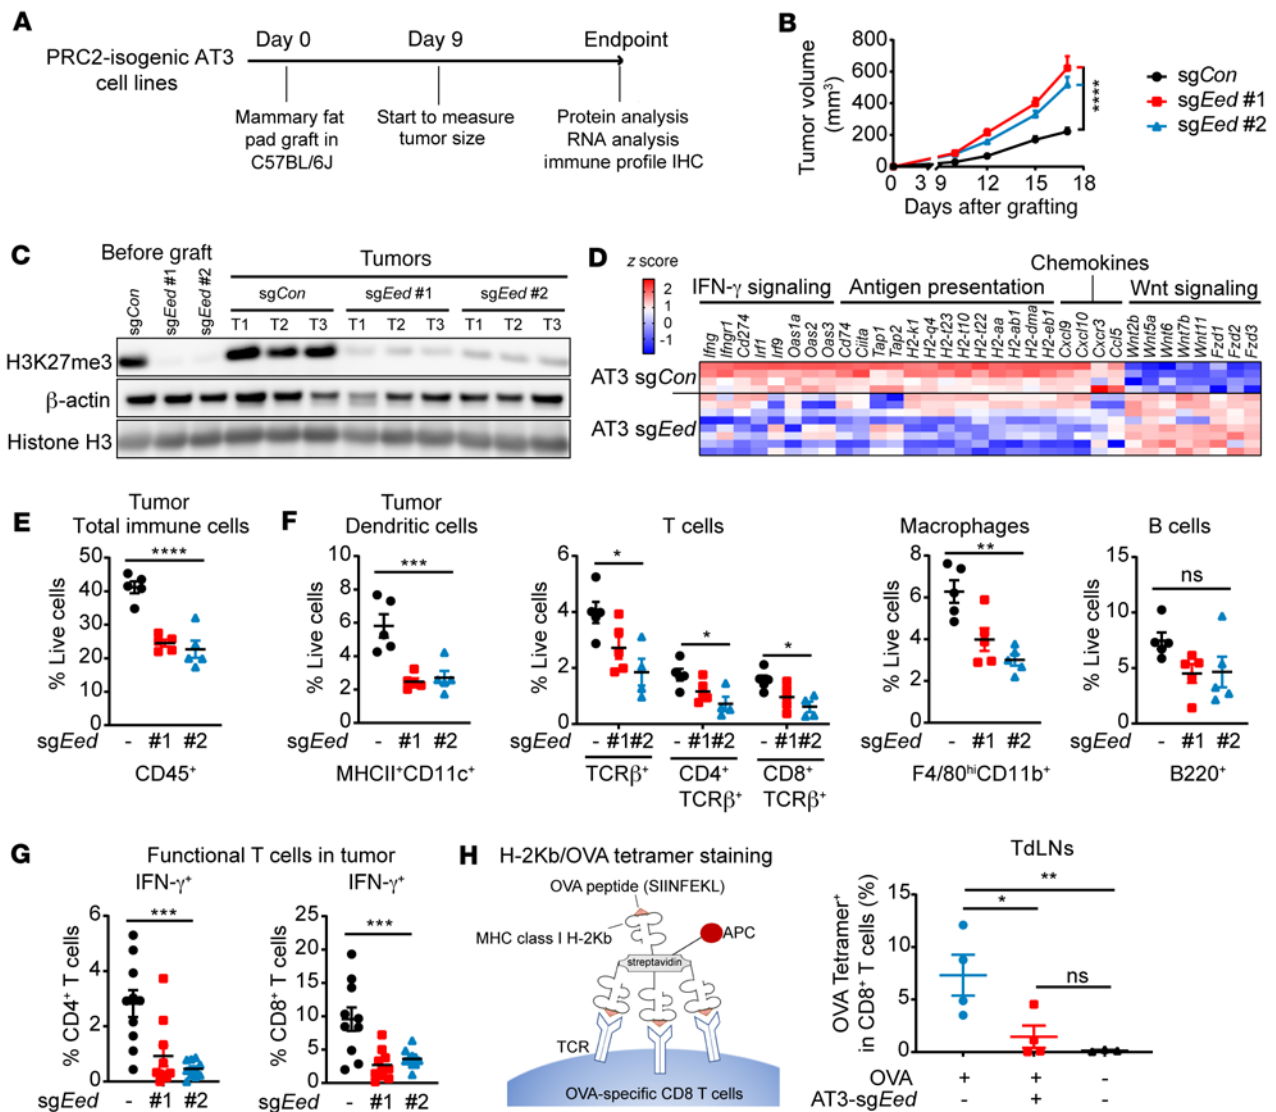 A
PRC2-isogenic AT3
cell lines
Day 0
Day 9
Endpoint
Mammary fat
pad graft in
C57BL/6J
Start to measure
tumor size
Protein analysis
RNA analysis
immune profile IHC
B
Tumor volume
(mm³)
800
600
400
200
0
0 3 9 12 15 18
Days after grafting
****
sgCon
sgEed #1
sgEed #2
C
Before graft
Tumors
sgCon
sgEed #1
sgEed #2
sgCon
sgEed #1
sgEed #2
T1 T2 T3 T1 T2 T3 T1 T2 T3
H3K27me3
β-actin
Histone H3
D
z score
2
1
0
-1
Chemokines
IFN-γ signaling
Antigen presentation
Wnt signaling
Ifng
Ifngr1
Cd274
Irf1
Irf9
Oas1a
Oas2
Oas3
Cd74
Ciita
Tap1
Tap2
H2-k1
H2-q4
H2-t23
H2-t10
H2-t22
H2-aa
H2-ab1
H2-dma
H2-eb1
Cxcl9
Cxcl10
Cxcr3
Ccl5
Wnt2b
Wnt5a
Wnt6
Wnt7b
Wnt11
Fzd1
Fzd2
Fzd3
AT3 sgCon
AT3 sgEed
E
Tumor
Total immune cells
****
% Live cells
50
40
30
20
10
0
sgEed - #1 #2
CD45⁺
F
Tumor
Dendritic cells
***
% Live cells
10
8
6
4
2
0
sgEed - #1 #2
MHCII⁺CD11c⁺
T cells
* * *
% Live cells
6
4
2
0
sgEed - #1#2 - #1#2 - #1#2
TCRβ⁺
CD4⁺
TCRβ⁺
CD8⁺
TCRβ⁺
Macrophages
**
% Live cells
8
6
4
2
0
sgEed - #1 #2
F4/80ʰⁱCD11b⁺
B cells
ns
% Live cells
15
10
5
0
sgEed - #1 #2
B220⁺
G
Functional T cells in tumor
IFN-γ⁺
***
% CD4⁺ T cells
6
4
2
0
sgEed - #1 #2
IFN-γ⁺
***
% CD8⁺ T cells
25
20
15
10
5
0
sgEed - #1 #2
H
H-2Kb/OVA tetramer staining
OVA peptide (SIINFEKL)
MHC class I H-2Kb
APC
streptavidin
TCR
OVA-specific CD8 T cells
TdLNs
**
*
ns
OVA Tetramer⁺
in CD8⁺ T cells (%)
15
10
5
0
OVA + + -
AT3-sgEed - + -